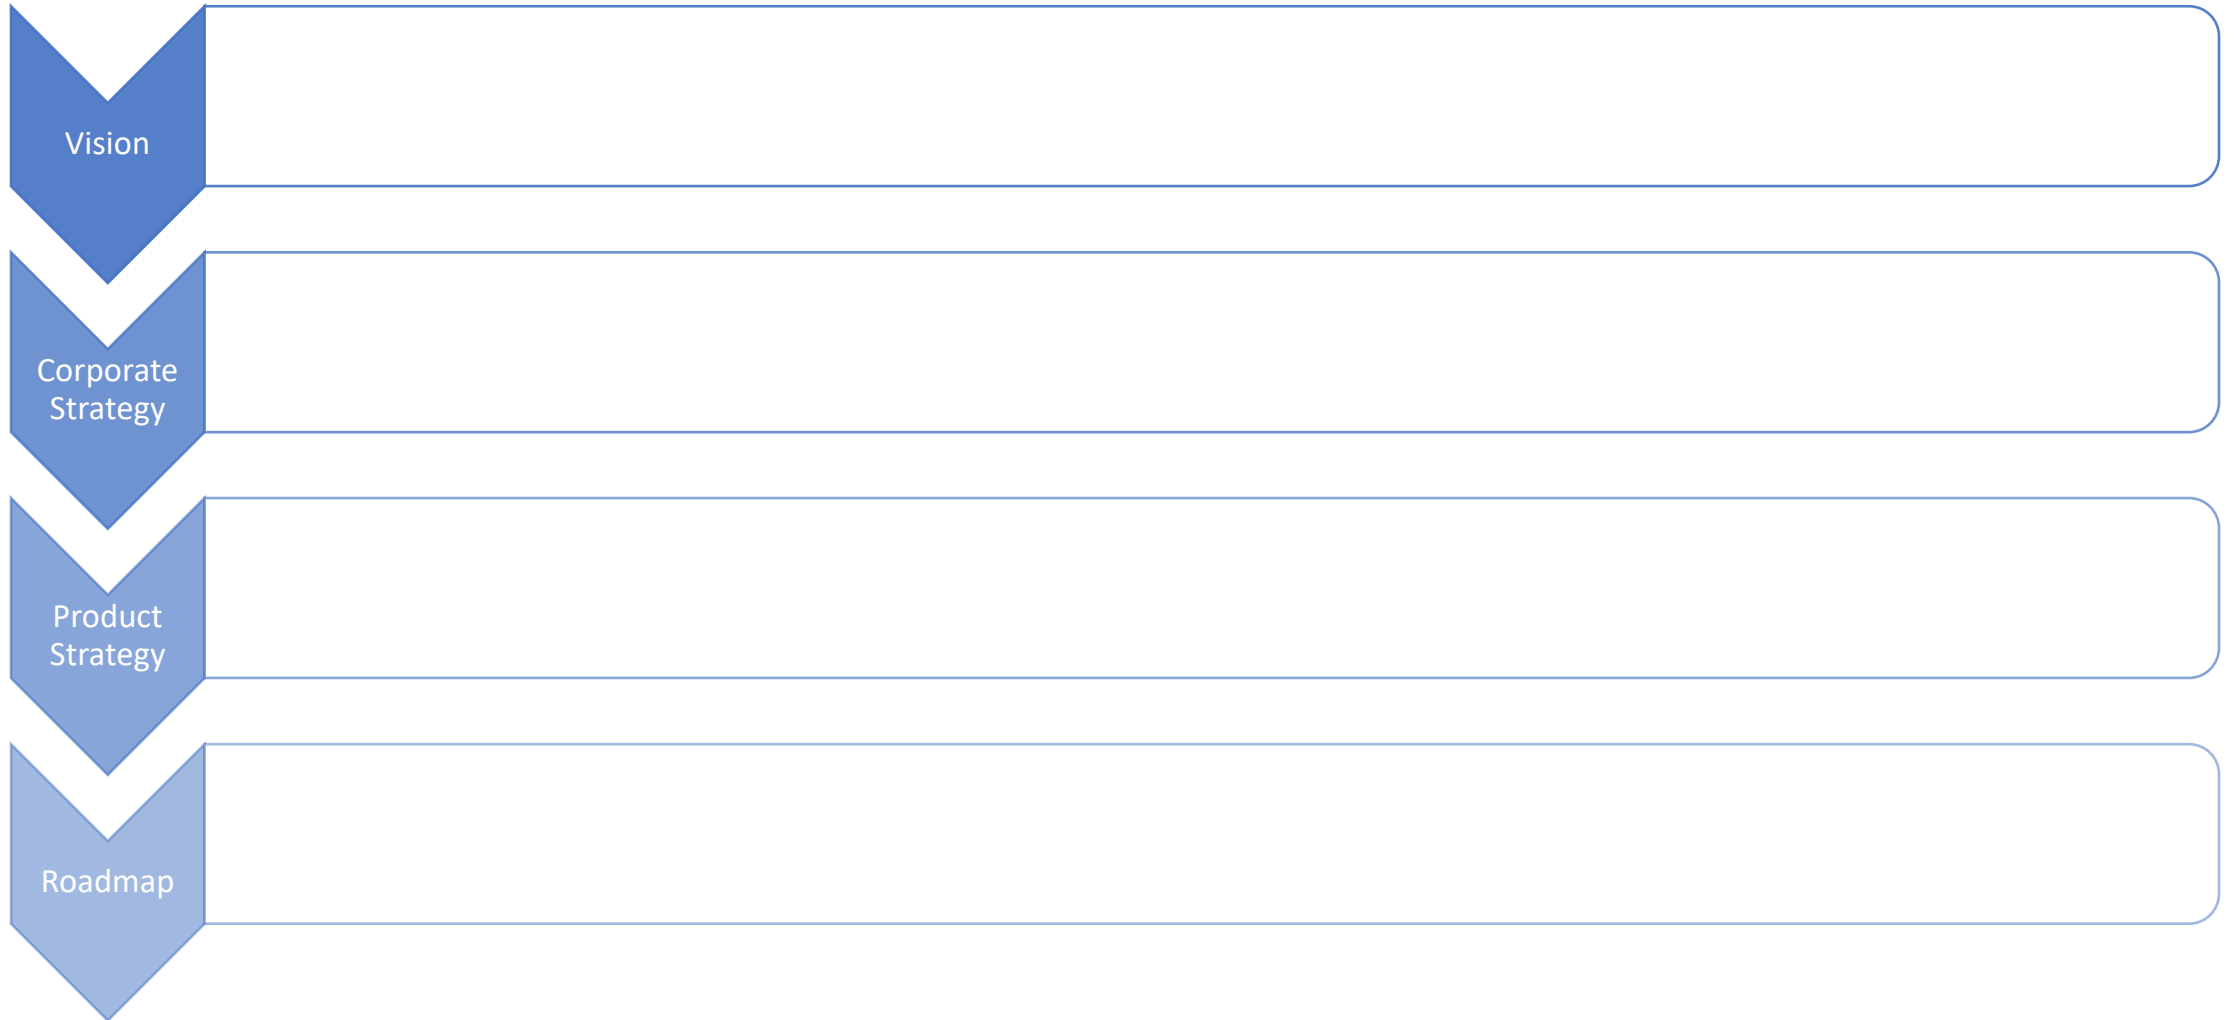 Vision
Corporate
Strategy
Product
Strategy
Roadmap